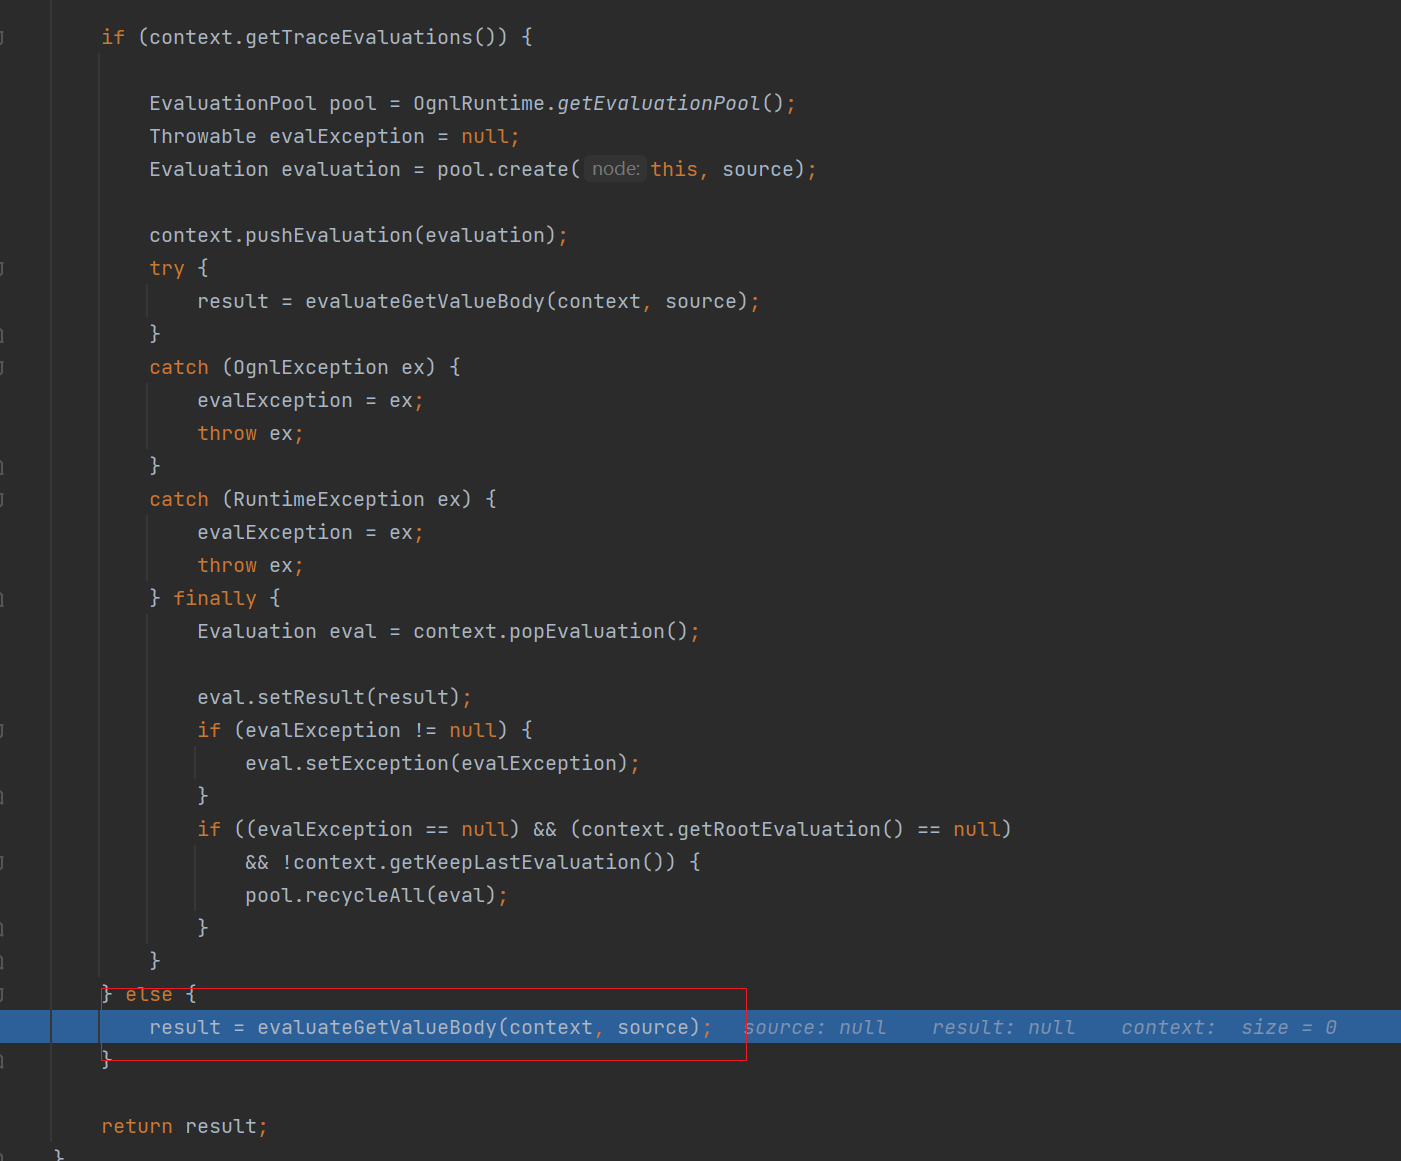 if (context.getTraceEvaluations()) {
EvaluationPool pool = OgnlRuntime.getEvaluationPool();
Throwable evalException = null;
Evaluation evaluation = pool.create( node: this, source);
context.pushEvaluation(evaluation);
try {
result = evaluateGetValueBody(context, source);
}
catch (OgnlException ex) {
evalException = ex;
throw ex;
}
catch (RuntimeException ex) {
evalException = ex;
throw ex;
} finally {
Evaluation eval = context.popEvaluation();
eval.setResult(result);
if (evalException != null) {
eval.setException(evalException);
}
if ((evalException == null) && (context.getRootEvaluation() == null)
&& !context.getKeepLastEvaluation()) {
pool.recycleAll(eval);
}
}
} else {
result = evaluateGetValueBody(context, source); source: null result: null context: size = 0
}
return result;
}